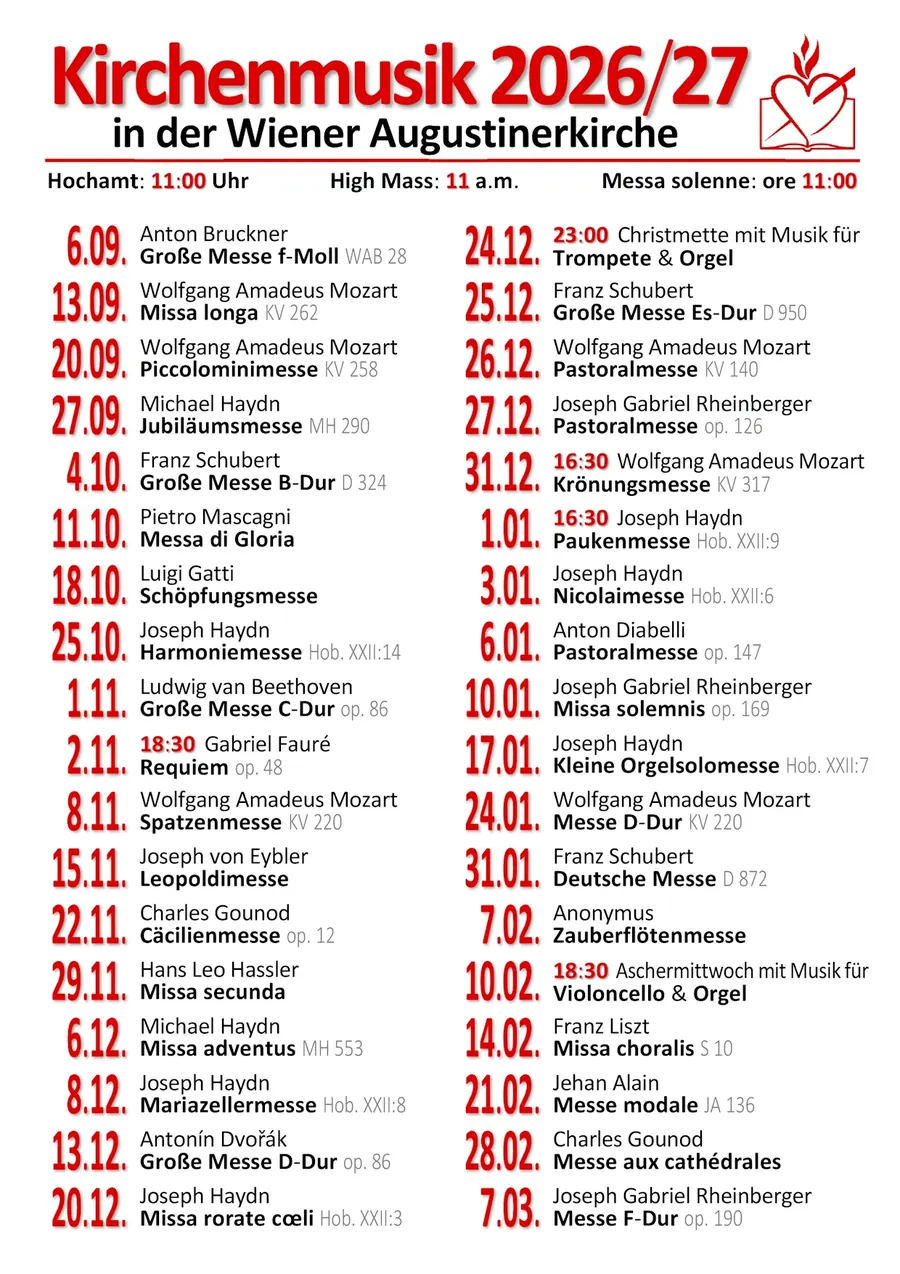 Kirchenmusik 2026/27
in der Wiener Augustinerkirche
Hochamt: 11:00 Uhr High Mass: 11 a.m. Messa solenne: ore 11:00
6.09. Anton Bruckner
Große Messe f-Moll WAB 28
13.09. Wolfgang Amadeus Mozart
Missa longa KV 262
20.09. Wolfgang Amadeus Mozart
Piccolominimesse KV 258
27.09. Michael Haydn
Jubiläumsmesse MH 290
4.10. Franz Schubert
Große Messe B-Dur D 324
11.10. Pietro Mascagni
Messa di Gloria
18.10. Luigi Gatti
Schöpfungsmesse
25.10. Joseph Haydn
Harmoniemesse Hob. XXII:14
1.11. Ludwig van Beethoven
Große Messe C-Dur op. 86
2.11. 18:30 Gabriel Fauré
Requiem op. 48
8.11. Wolfgang Amadeus Mozart
Spatzenmesse KV 220
15.11. Joseph von Eybler
Leopoldimesse
22.11. Charles Gounod
Cäcilienmesse op. 12
29.11. Hans Leo Hassler
Missa secunda
6.12. Michael Haydn
Missa adventus MH 553
8.12. Joseph Haydn
Mariazellermesse Hob. XXII:8
13.12. Antonín Dvořák
Große Messe D-Dur op. 86
20.12. Joseph Haydn
Missa rorate cœli Hob. XXII:3
24.12. 23:00 Christmette mit Musik für
Trompete & Orgel
25.12. Franz Schubert
Große Messe Es-Dur D 950
26.12. Wolfgang Amadeus Mozart
Pastoralmesse KV 140
27.12. Joseph Gabriel Rheinberger
Pastoralmesse op. 126
31.12. 16:30 Wolfgang Amadeus Mozart
Krönungsmesse KV 317
1.01. 16:30 Joseph Haydn
Paukenmesse Hob. XXII:9
3.01. Joseph Haydn
Nicolaimesse Hob. XXII:6
6.01. Anton Diabelli
Pastoralmesse op. 147
10.01. Joseph Gabriel Rheinberger
Missa solemnis op. 169
17.01. Joseph Haydn
Kleine Orgelsolomesse Hob. XXII:7
24.01. Wolfgang Amadeus Mozart
Messe D-Dur KV 220
31.01. Franz Schubert
Deutsche Messe D 872
7.02. Anonymus
Zauberflötenmesse
10.02. 18:30 Aschermittwoch mit Musik für
Violoncello & Orgel
14.02. Franz Liszt
Missa choralis S 10
21.02. Jehan Alain
Messe modale JA 136
28.02. Charles Gounod
Messe aux cathédrales
7.03. Joseph Gabriel Rheinberger
Messe F-Dur op. 190